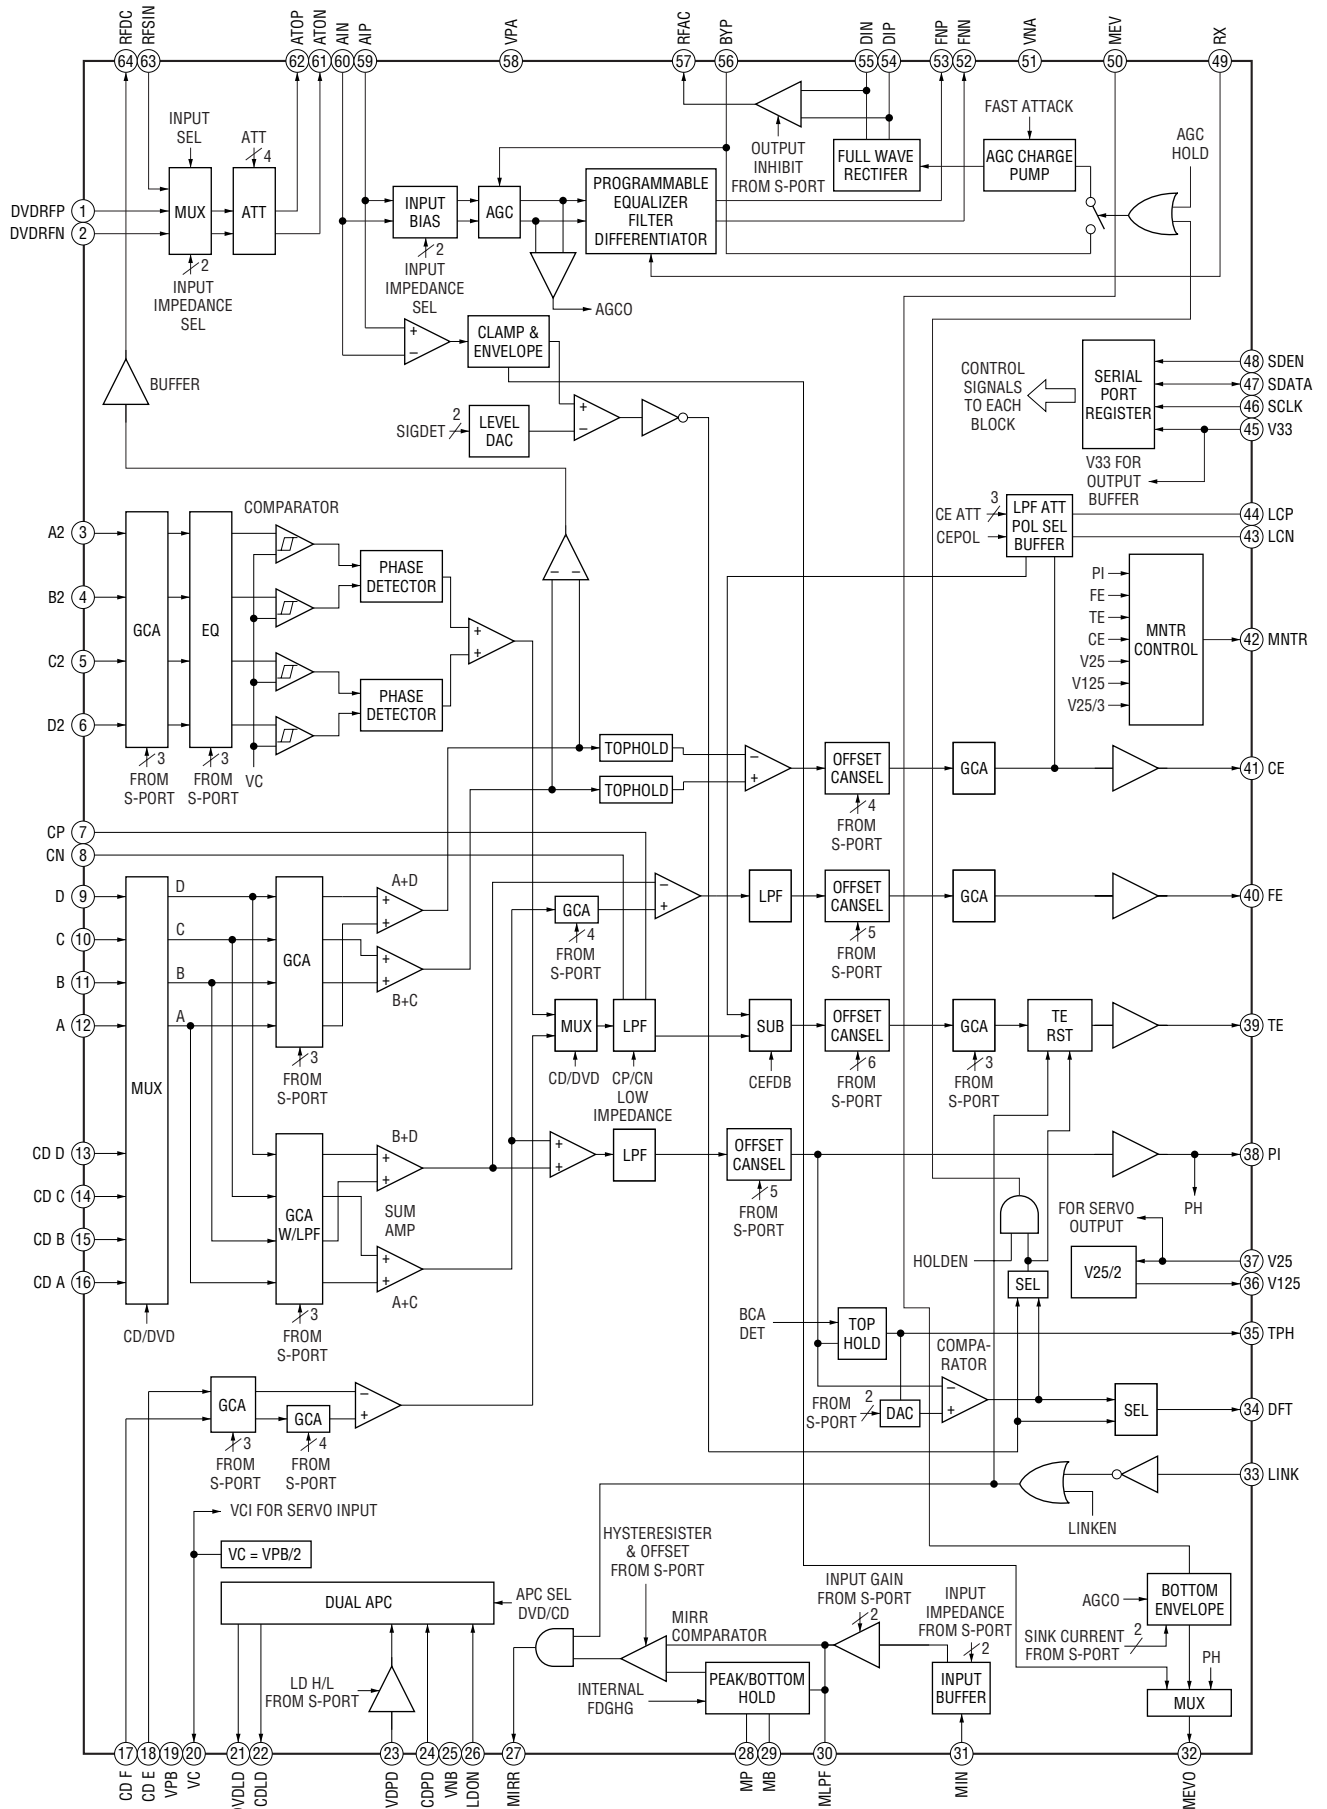 RFDC
RFSIN
ATOP
ATON
AIN
AIP
VPA
RFAC
BYP
DIN
DIP
FNP
FNN
VNA
MEV
RX
64
63
62
61
60
59
58
57
56
55
54
53
52
51
50
49
INPUT
SEL
ATT
4
MUX
ATT
2
INPUT
IMPEDANCE
SEL
DVDRFP
1
DVDRFN
2
INPUT
BIAS
2
INPUT
IMPEDANCE
SEL
AGC
AGCO
PROGRAMMABLE
EQUALIZER
FILTER
DIFFERENTIATOR
OUTPUT
INHIBIT
FROM S-PORT
FULL WAVE
RECTIFER
FAST ATTACK
AGC CHARGE
PUMP
AGC
HOLD
BUFFER
+
−
CLAMP &
ENVELOPE
SIGDET
2
LEVEL
DAC
+
−
CONTROL
SIGNALS
TO EACH
BLOCK
SERIAL
PORT
REGISTER
48 SDEN
47 SDATA
46 SCLK
45 V33
V33 FOR
OUTPUT
BUFFER
CE ATT
3
CEPOL
LPF ATT
POL SEL
BUFFER
44 LCP
43 LCN
PI
FE
TE
CE
V25
V125
V25/3
MNTR
CONTROL
42 MNTR
A2 3
B2 4
C2 5
D2 6
GCA
EQ
COMPARATOR
PHASE
DETECTOR
PHASE
DETECTOR
+
+
− −
3
FROM
S-PORT
3
FROM
S-PORT
VC
TOPHOLD
TOPHOLD
−
+
OFFSET
CANSEL
4
FROM
S-PORT
GCA
41 CE
CP 7
CN 8
D 9
C 10
B 11
A 12
D
C
B
A
MUX
GCA
3
FROM
S-PORT
A+D
+
+
+
+
B+C
GCA
4
FROM
S-PORT
−
+
LPF
OFFSET
CANSEL
5
FROM
S-PORT
GCA
40 FE
MUX
CD/DVD
LPF
CP/CN
LOW
IMPEDANCE
SUB
CEFDB
OFFSET
CANSEL
6
FROM
S-PORT
GCA
3
FROM
S-PORT
TE
RST
39 TE
CD D 13
CD C 14
CD B 15
CD A 16
CD/DVD
GCA
W/LPF
3
FROM
S-PORT
B+D
+
+
SUM
AMP
+
+
A+C
+
+
LPF
OFFSET
CANSEL
5
FROM
S-PORT
38 PI
PH
FOR SERVO
OUTPUT
HOLDEN
SEL
V25/2
37 V25
36 V125
BCA
DET
TOP
HOLD
35 TPH
COMPA-
RATOR
−
+
FROM
S-PORT
2
DAC
SEL
34 DFT
GCA
3
FROM
S-PORT
GCA
4
FROM
S-PORT
−
+
33 LINK
LINKEN
VCI FOR SERVO INPUT
VC = VPB/2
DUAL APC
APC SEL
DVD/CD
LD H/L
FROM S-PORT
HYSTERESISTER
& OFFSET
FROM S-PORT
MIRR
COMPARATOR
INTERNAL
FDGHG
PEAK/BOTTOM
HOLD
INPUT GAIN
FROM S-PORT
2
INPUT
IMPEDANCE
FROM S-PORT
2
INPUT
BUFFER
AGCO
BOTTOM
ENVELOPE
SINK CURRENT
FROM S-PORT
2
PH
MUX
17
18
19
20
21
22
23
24
25
26
27
28
29
30
31
32
CD F
CD E
VPB
VC
DVDLD
CDLD
VDPD
CDPD
VNB
LDON
MIRR
MP
MB
MLPF
MIN
MEVO